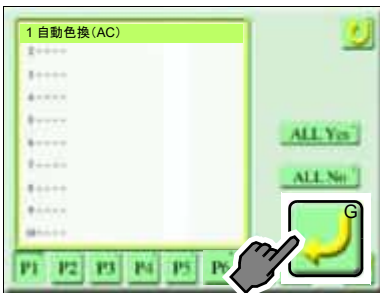 1 自動色換(AC)
2-----
3-----
4-----
5-----
6-----
7-----
8-----
9-----
10-----
ALL Yes
ALL No
G
P1 P2 P3 P4 P5 P6